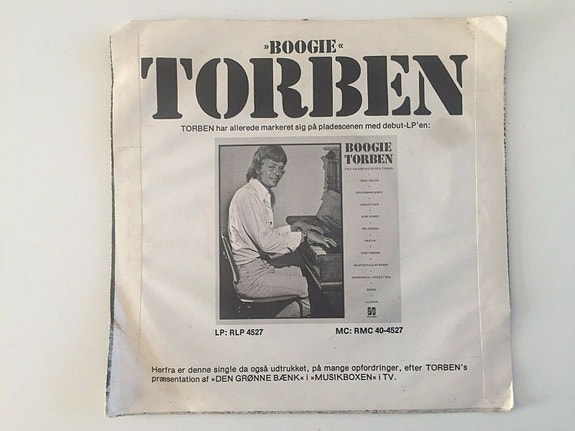 »BOOGIE«
TORBEN
TORBEN har allerede markeret sig på pladescenen med debut-LP'en:
BOOGIE
TORBEN
LP: RLP 4527
MC: RMC 40-4527
Herfra er denne single da også udtrukket, på mange opfordringer, efter TORBEN's
præsentation af »DEN GRØNNE BÆNK« i »MUSIKBOXEN« i TV.